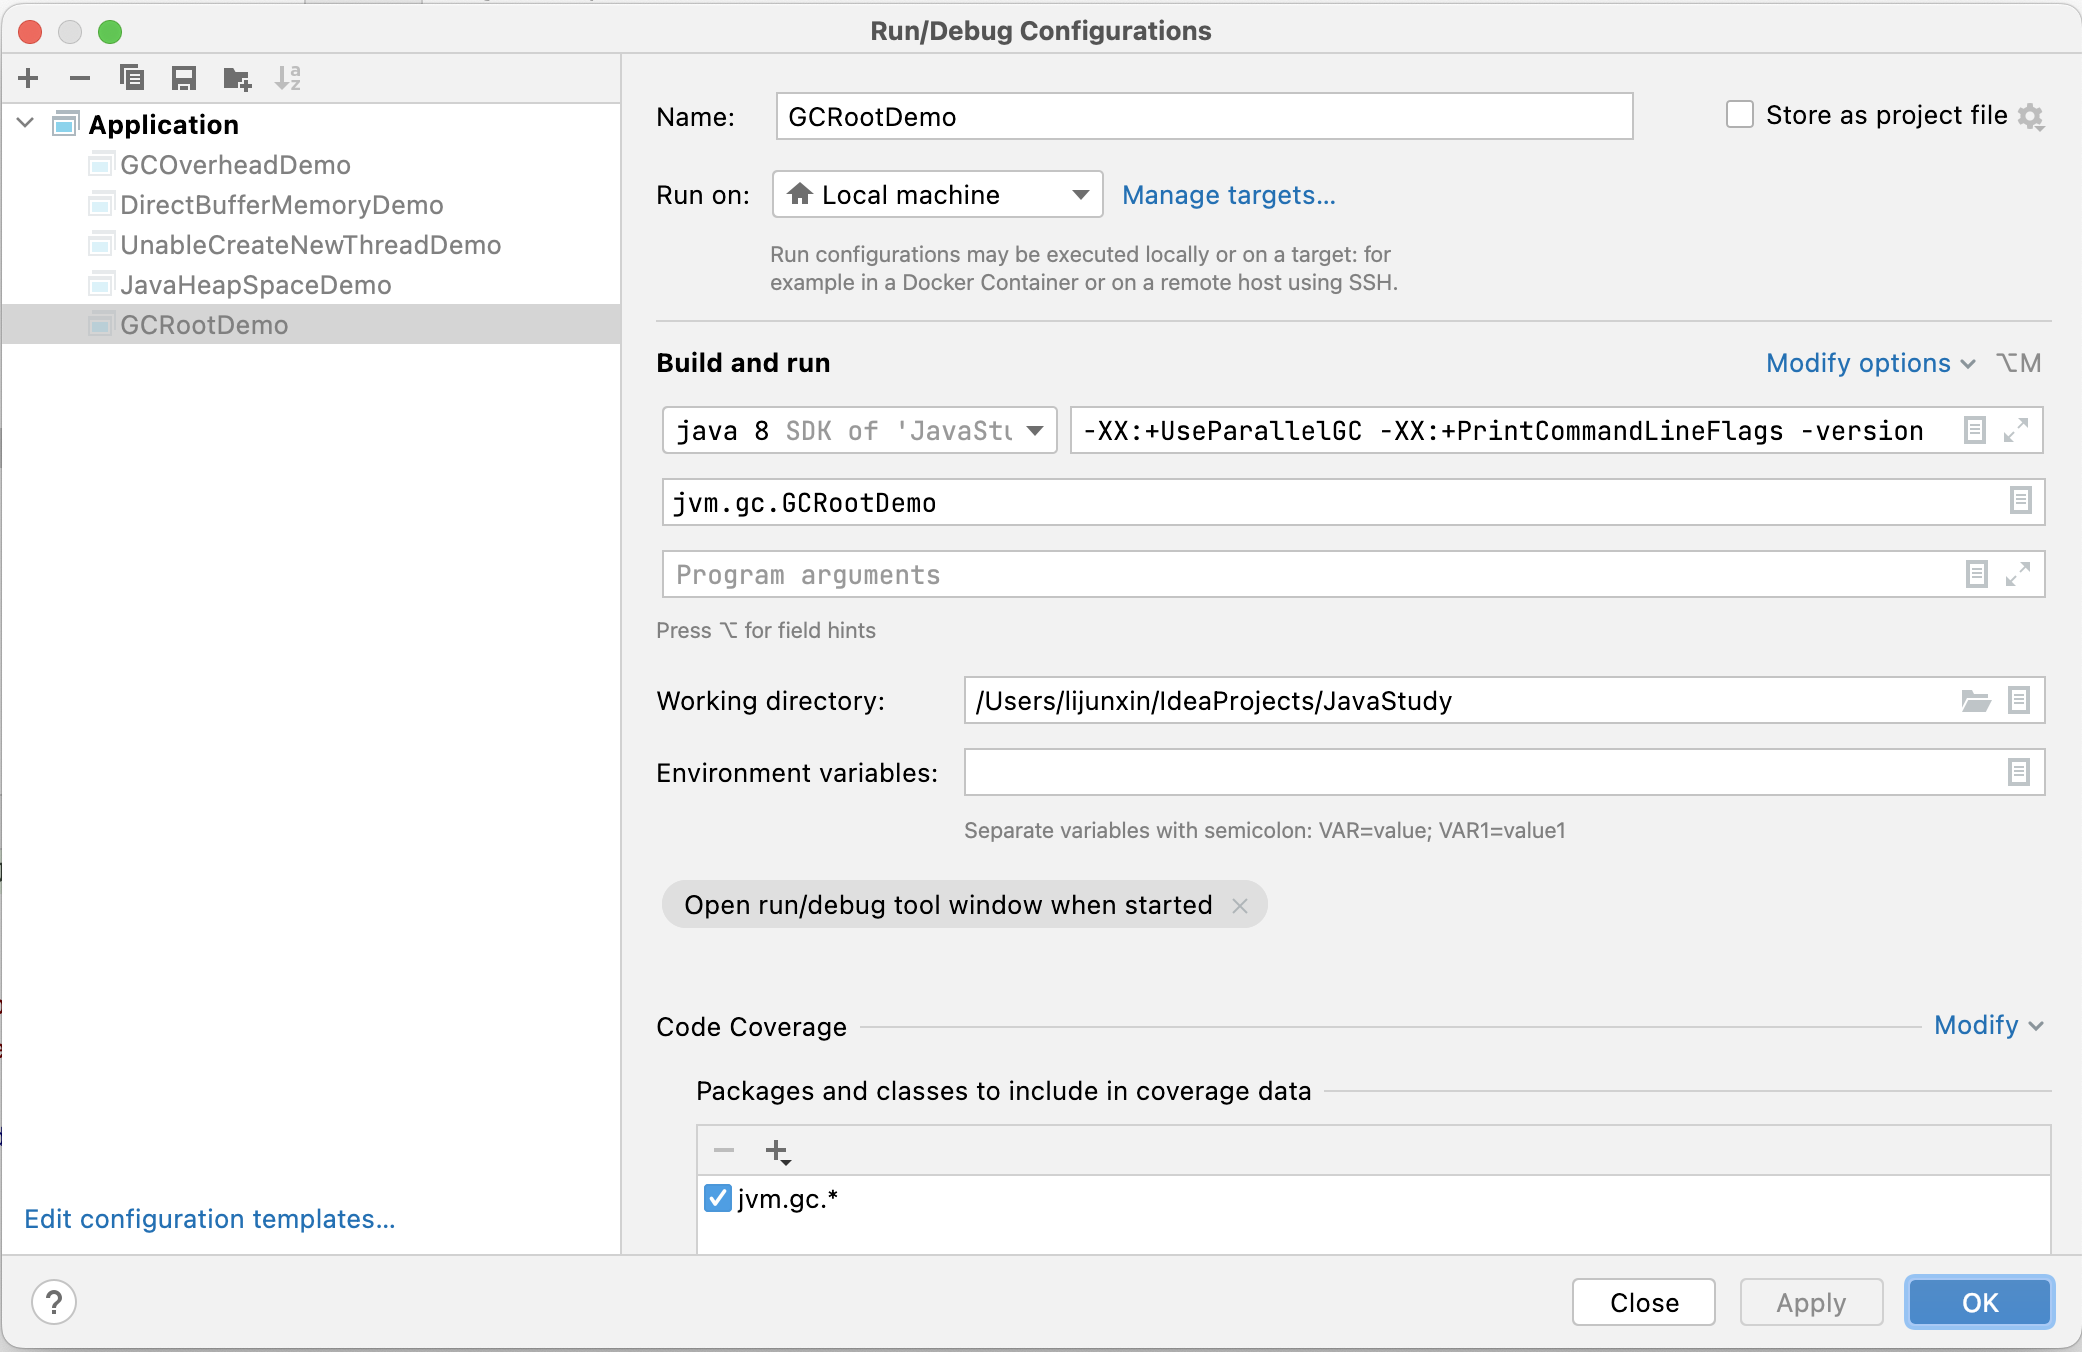 Run/Debug Configurations
Application
GCOverheadDemo
DirectBufferMemoryDemo
UnableCreateNewThreadDemo
JavaHeapSpaceDemo
GCRootDemo
Edit configuration templates...
Name: GCRootDemo Store as project file
Run on: Local machine Manage targets...
Run configurations may be executed locally or on a target: for
example in a Docker Container or on a remote host using SSH.
Build and run Modify options ⌥M
java 8 SDK of 'JavaStu -XX:+UseParallelGC -XX:+PrintCommandLineFlags -version
jvm.gc.GCRootDemo
Program arguments
Press ⌥ for field hints
Working directory: /Users/lijunxin/IdeaProjects/JavaStudy
Environment variables:
Separate variables with semicolon: VAR=value; VAR1=value1
Open run/debug tool window when started
Code Coverage Modify
Packages and classes to include in coverage data
jvm.gc.*
? Close Apply OK